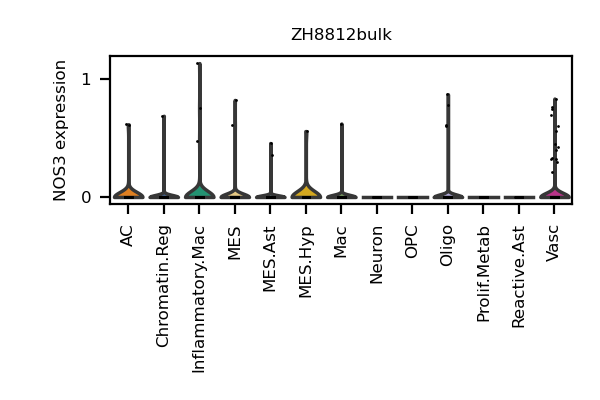 ZH8812bulk
NOS3 expression
1
0
AC
Chromatin.Reg
Inflammatory.Mac
MES
MES.Ast
MES.Hyp
Mac
Neuron
OPC
Oligo
Prolif.Metab
Reactive.Ast
Vasc